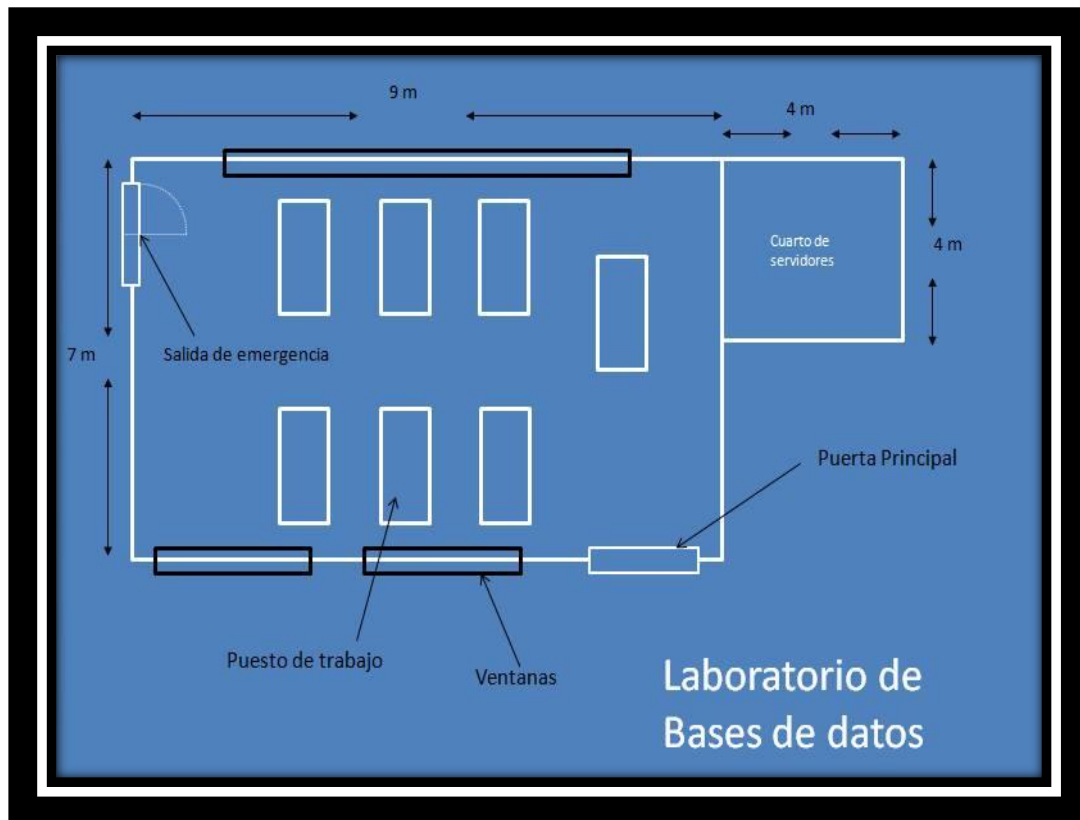 9 m
4 m
Cuarto de
servidores
4 m
7 m
Salida de emergencia
Puerta Principal
Puesto de trabajo
Ventanas
Laboratorio de
Bases de datos